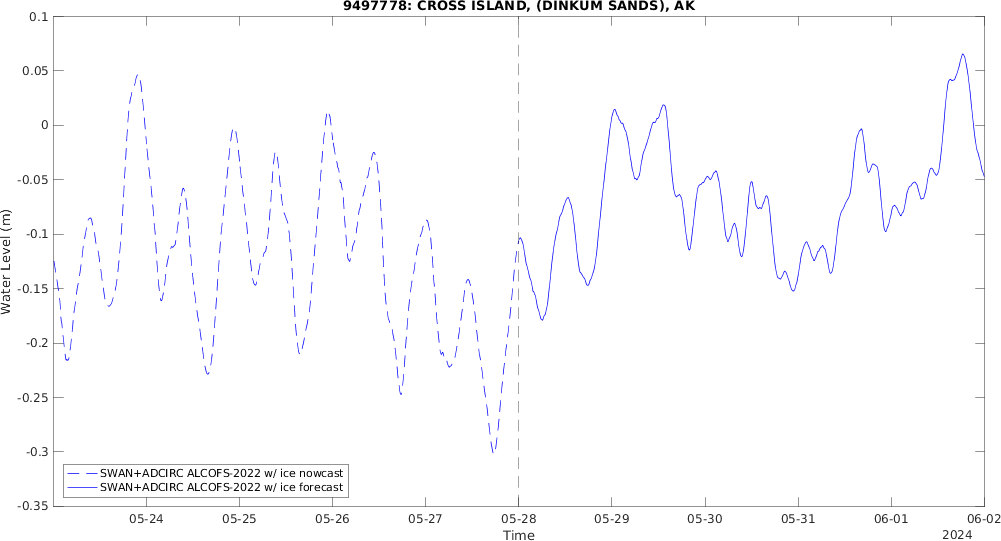 9497778: CROSS ISLAND, (DINKUM SANDS), AK
0.1
0.05
0
-0.05
-0.1
-0.15
-0.2
-0.25
-0.3
-0.35
Water Level (m)
SWAN+ADCIRC ALCOFS-2022 w/ ice nowcast
SWAN+ADCIRC ALCOFS-2022 w/ ice forecast
05-24 05-25 05-26 05-27 05-28 05-29 05-30 05-31 06-01 06-02
Time
2024